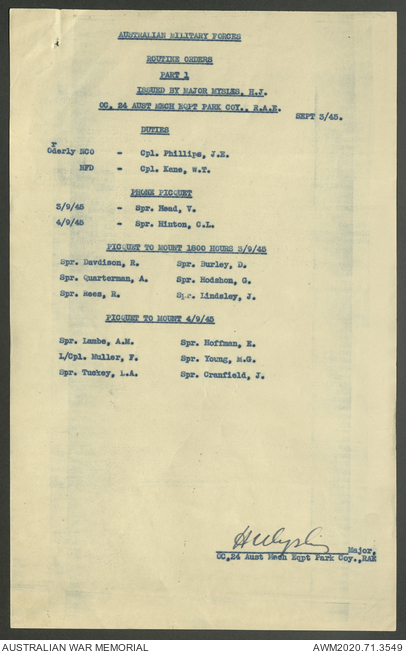 AUSTRALIAN MILITARY FORCES
ROUTINE ORDERS
PART 1
ISSUED BY MAJOR MYSLES, H.J.
OC, 24 AUST MECH EQPT PARK COY., R.A.E.
SEPT 3/45.
DUTIES
r
Oderly NCO - Cpl. Phillips, J.E.
NFD - Cpl. Kane, W.T.
PHONE PICQUET
3/9/45 - Spr. Mead, V.
4/9/45 - Spr. Hinton, C.L.
PICQUET TO MOUNT 1800 HOURS 3/9/45
Spr. Davdison, R. Spr. Burley, D.
Spr. Quarterman, A. Spr. Hodshon, G.
Spr. Rees, R. Spr. Lindsley, J.
PICQUET TO MOUNT 4/9/45
Spr. Lambe, A.M. Spr. Hoffman, E.
L/Cpl. Muller, F. Spr. Young, M.G.
Spr. Tuckey, L.A. Spr. Cranfield, J.
Major,
OC,24 Aust Mech Eqpt Park Coy.,RAE
AUSTRALIAN WAR MEMORIAL
AWM2020.71.3549